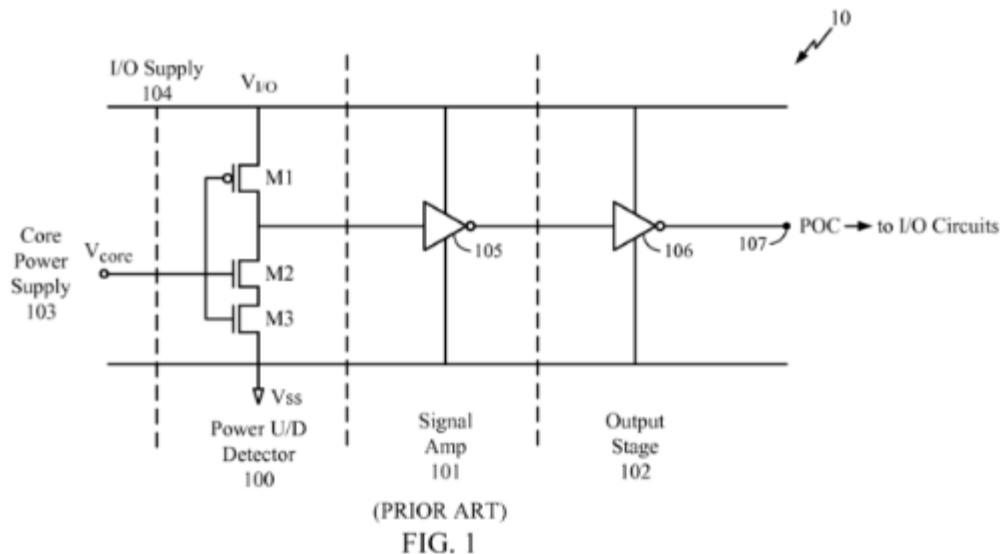 10
I/O Supply
104
V_I/O
M1
Core
Power
Supply
103
V_core
M2
M3
105
106
107
POC
to I/O Circuits
V_SS
Power U/D
Detector
100
Signal
Amp
101
Output
Stage
102
(PRIOR ART)
FIG. 1